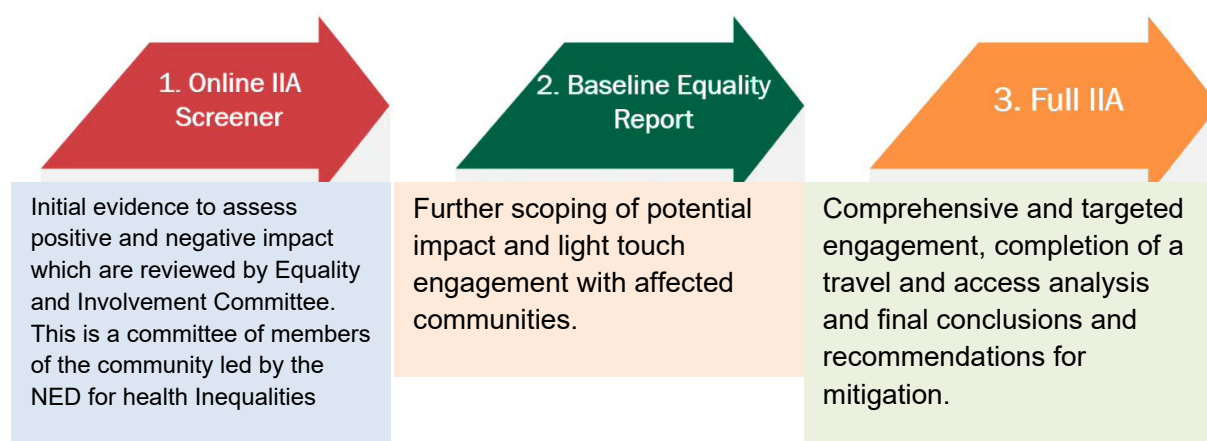 1. Online IIA
Screener
Initial evidence to assess
positive and negative impact
which are reviewed by Equality
and Involvement Committee.
This is a committee of members
of the community led by the
NED for health Inequalities
2. Baseline Equality
Report
Further scoping of potential
impact and light touch
engagement with affected
communities.
3. Full IIA
Comprehensive and targeted
engagement, completion of a
travel and access analysis
and final conclusions and
recommendations for
mitigation.